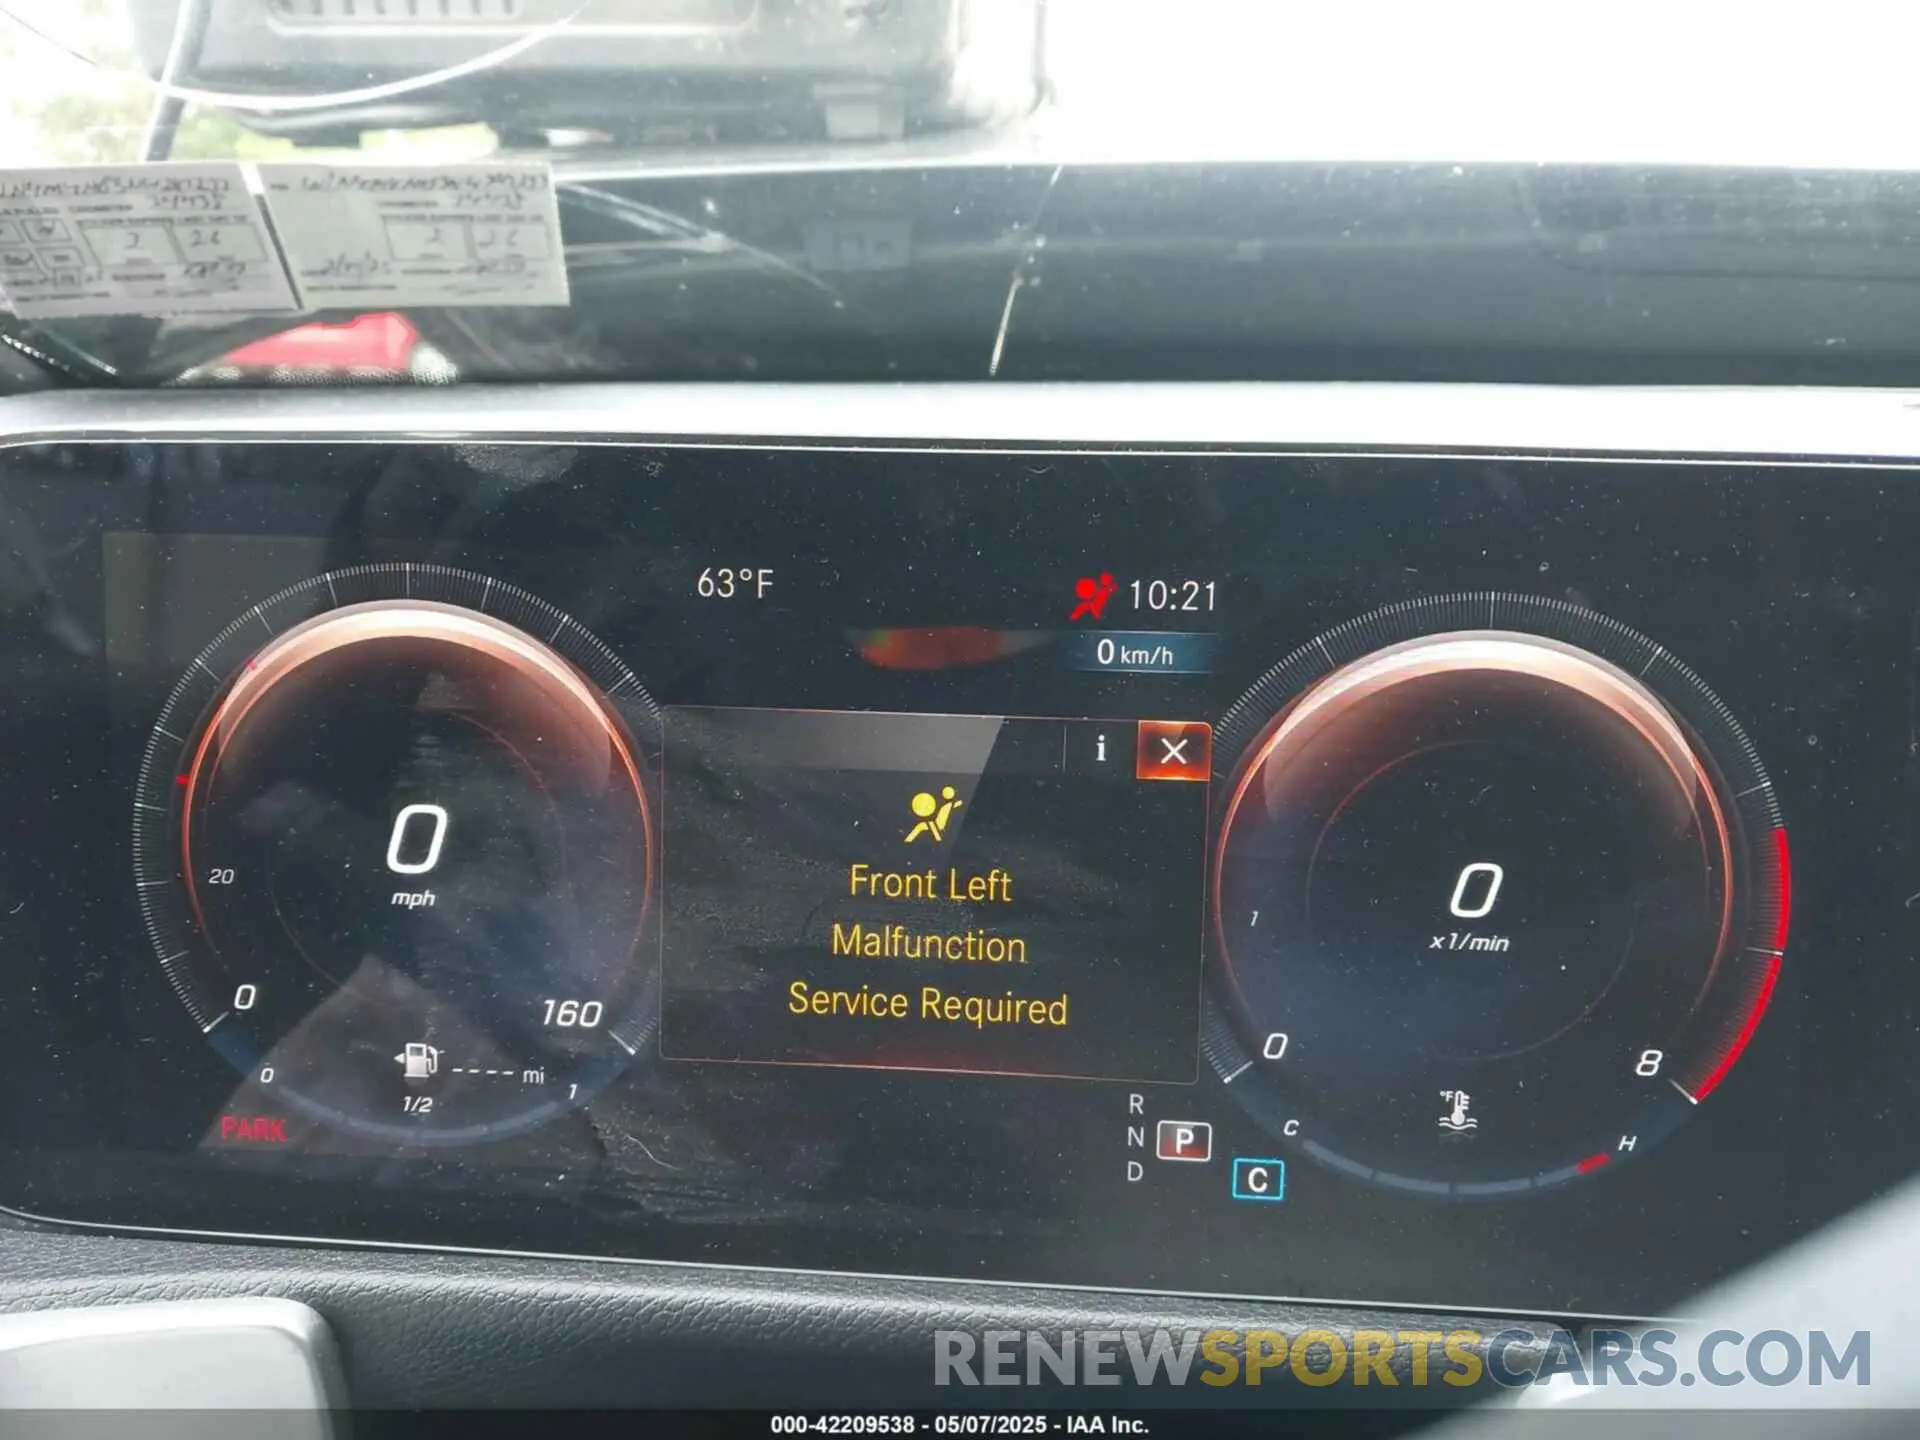 63°F
10:21
0 km/h
i
Front Left
Malfunction
Service Required
0
mph
20
0
160
0
1/2
---- mi
1
PARK
R
N
D
P
C
0
x1/min
1
0
8
°F
C
H
RENEWSPORTSCARS.COM
000-42209538 - 05/07/2025 - IAA Inc.